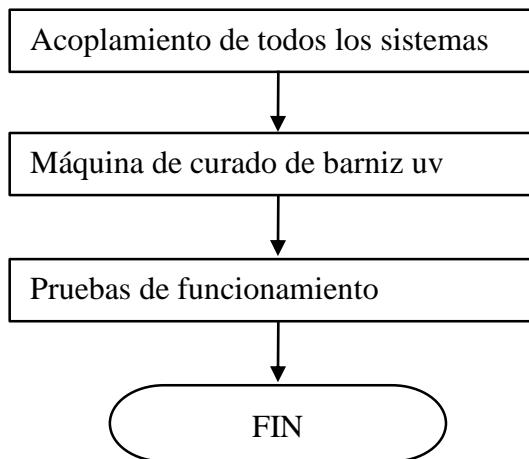 Acoplamiento de todos los sistemas
Máquina de curado de barniz uv
Pruebas de funcionamiento
FIN